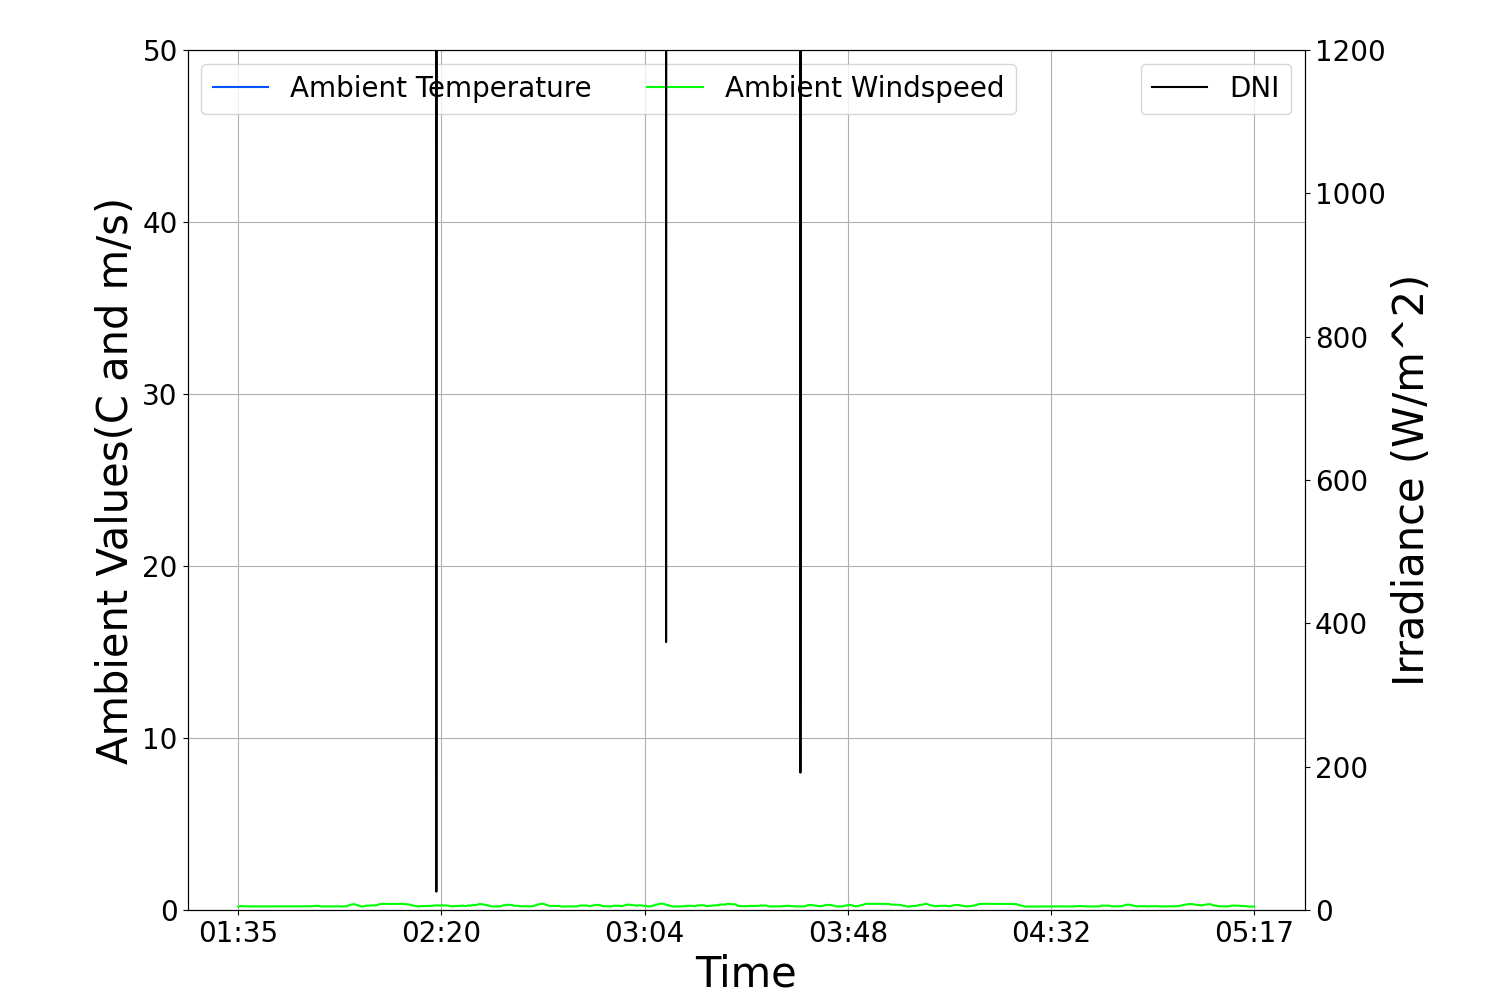 Ambient Temperature
Ambient Windspeed
DNI
50
40
30
20
10
0
1200
1000
800
600
400
200
0
Ambient Values(C and m/s)
Irradiance (W/m^2)
01:35 02:20 03:04 03:48 04:32 05:17
Time